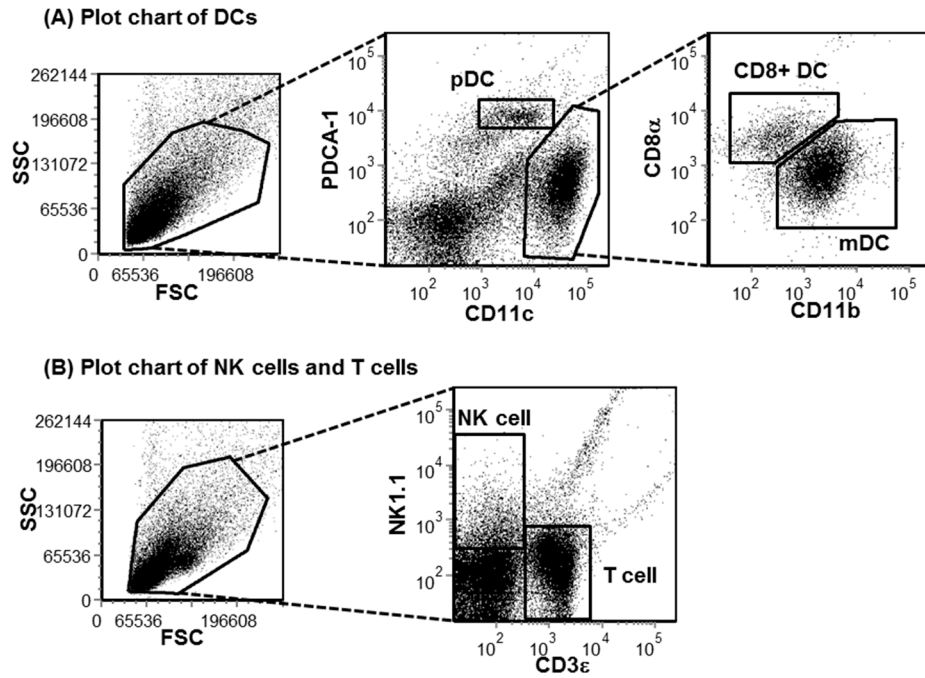 (A) Plot chart of DCs
SSC
262144
196608
131072
65536
0
0 65536 196608
FSC
PDCA-1
10^5
10^4
10^3
10^2
pDC
10^2 10^3 10^4 10^5
CD11c
CD8α
10^5
10^4
10^3
10^2
CD8+ DC
mDC
10^2 10^3 10^4 10^5
CD11b
(B) Plot chart of NK cells and T cells
SSC
262144
196608
131072
65536
0
0 65536 196608
FSC
NK1.1
10^5
10^4
10^3
10^2
NK cell
T cell
10^2 10^3 10^4 10^5
CD3ε